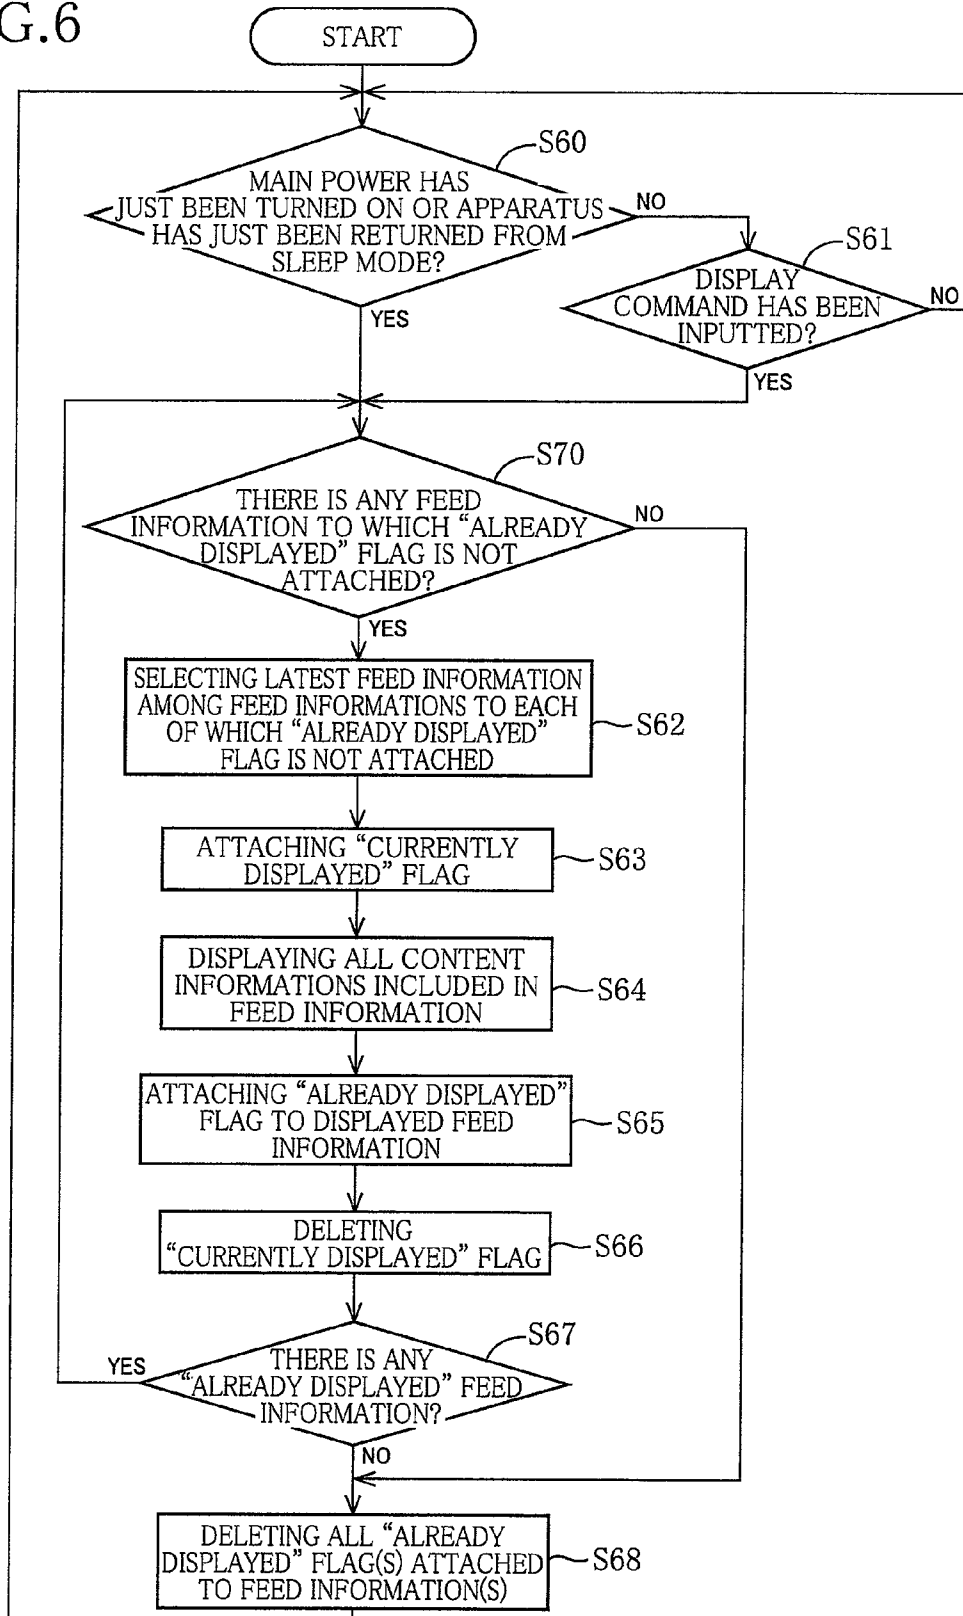 G.6
START
S60
MAIN POWER HAS
JUST BEEN TURNED ON OR APPARATUS
HAS JUST BEEN RETURNED FROM
SLEEP MODE?
NO
YES
S61
DISPLAY
COMMAND HAS BEEN
INPUTTED?
NO
YES
S70
THERE IS ANY FEED
INFORMATION TO WHICH “ALREADY
DISPLAYED” FLAG IS NOT
ATTACHED?
NO
YES
SELECTING LATEST FEED INFORMATION
AMONG FEED INFORMATIONS TO EACH
OF WHICH “ALREADY DISPLAYED”
FLAG IS NOT ATTACHED
S62
ATTACHING “CURRENTLY
DISPLAYED” FLAG
S63
DISPLAYING ALL CONTENT
INFORMATIONS INCLUDED IN
FEED INFORMATION
S64
ATTACHING “ALREADY DISPLAYED”
FLAG TO DISPLAYED FEED
INFORMATION
S65
DELETING
“CURRENTLY DISPLAYED” FLAG
S66
S67
THERE IS ANY
“ALREADY DISPLAYED” FEED
INFORMATION?
YES
NO
DELETING ALL “ALREADY
DISPLAYED” FLAG(S) ATTACHED
TO FEED INFORMATION(S)
S68